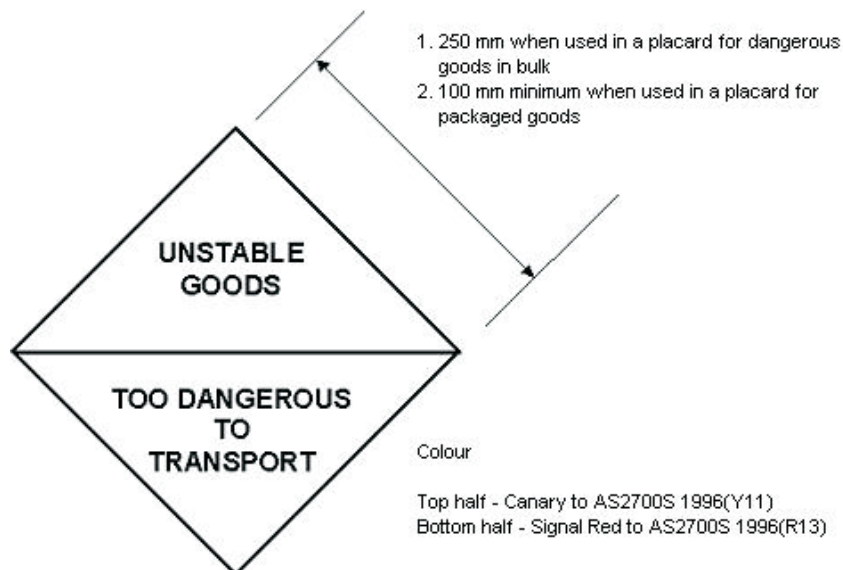 1. 250 mm when used in a placard for dangerous
goods in bulk
2. 100 mm minimum when used in a placard for
packaged goods
UNSTABLE
GOODS
TOO DANGEROUS
TO
TRANSPORT
Colour
Top half - Canary to AS2700S 1996(Y11)
Bottom half - Signal Red to AS2700S 1996(R13)